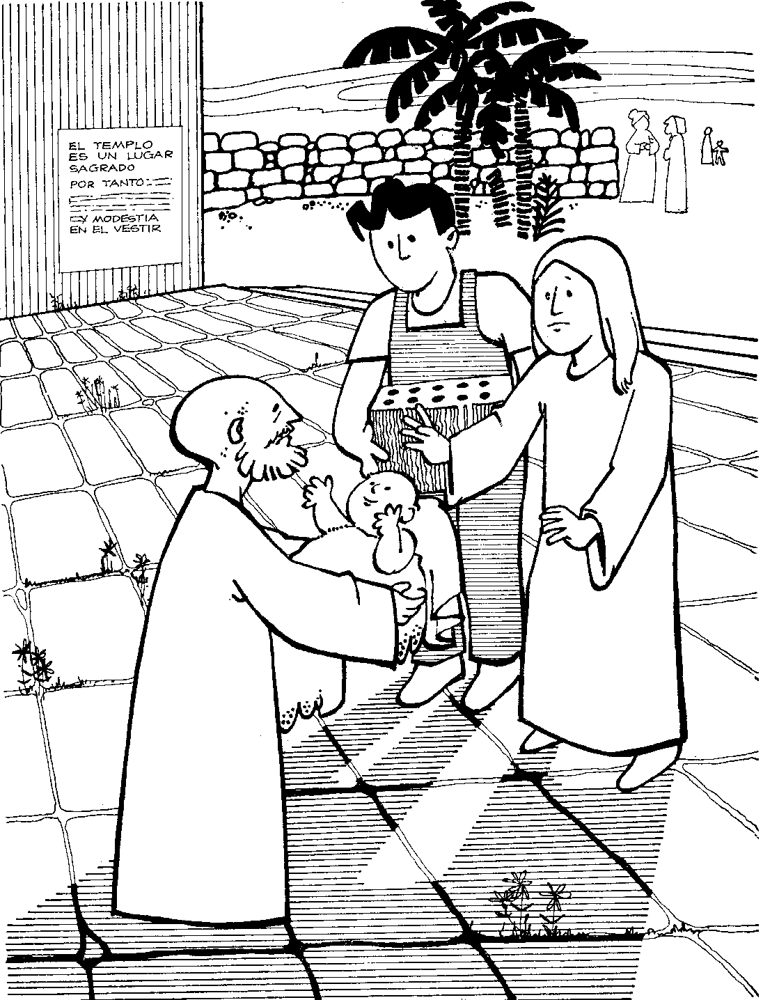 EL TEMPLO
ES UN LUGAR
SAGRADO
POR TANTO:
Y MODESTIA
EN EL VESTIR